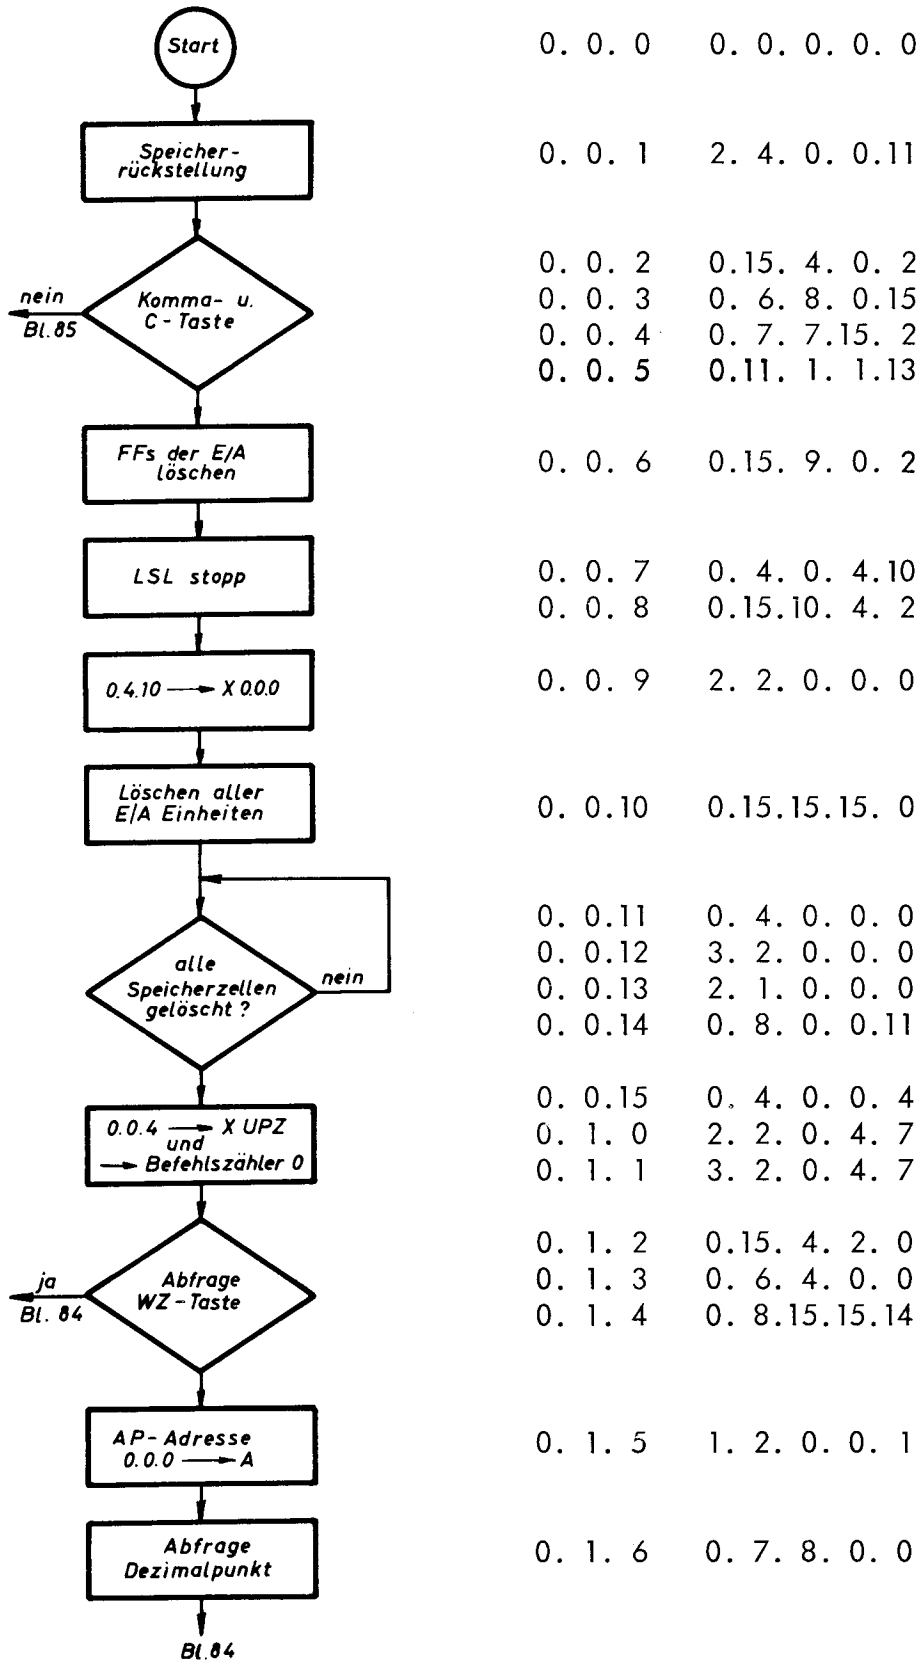 Start
0. 0. 0 0. 0. 0. 0. 0
Speicher-
rückstellung
0. 0. 1 2. 4. 0. 0.11
Komma- u.
C-Taste
nein
Bl.85
0. 0. 2 0.15. 4. 0. 2
0. 0. 3 0. 6. 8. 0.15
0. 0. 4 0. 7. 7.15. 2
0. 0. 5 0.11. 1. 1.13
FFs der E/A
löschen
0. 0. 6 0.15. 9. 0. 2
LSL stopp
0. 0. 7 0. 4. 0. 4.10
0. 0. 8 0.15.10. 4. 2
0.4.10 → X 0.0.0
0. 0. 9 2. 2. 0. 0. 0
Löschen aller
E/A Einheiten
0. 0.10 0.15.15.15. 0
alle
Speicherzellen
gelöscht ?
nein
0. 0.11 0. 4. 0. 0. 0
0. 0.12 3. 2. 0. 0. 0
0. 0.13 2. 1. 0. 0. 0
0. 0.14 0. 8. 0. 0.11
0.0.4 → X UPZ
und
→ Befehlszähler 0
0. 0.15 0. 4. 0. 0. 4
0. 1. 0 2. 2. 0. 4. 7
0. 1. 1 3. 2. 0. 4. 7
Abfrage
WZ-Taste
ja
Bl. 84
0. 1. 2 0.15. 4. 2. 0
0. 1. 3 0. 6. 4. 0. 0
0. 1. 4 0. 8.15.15.14
AP-Adresse
0.0.0 → A
0. 1. 5 1. 2. 0. 0. 1
Abfrage
Dezimalpunkt
0. 1. 6 0. 7. 8. 0. 0
Bl.84